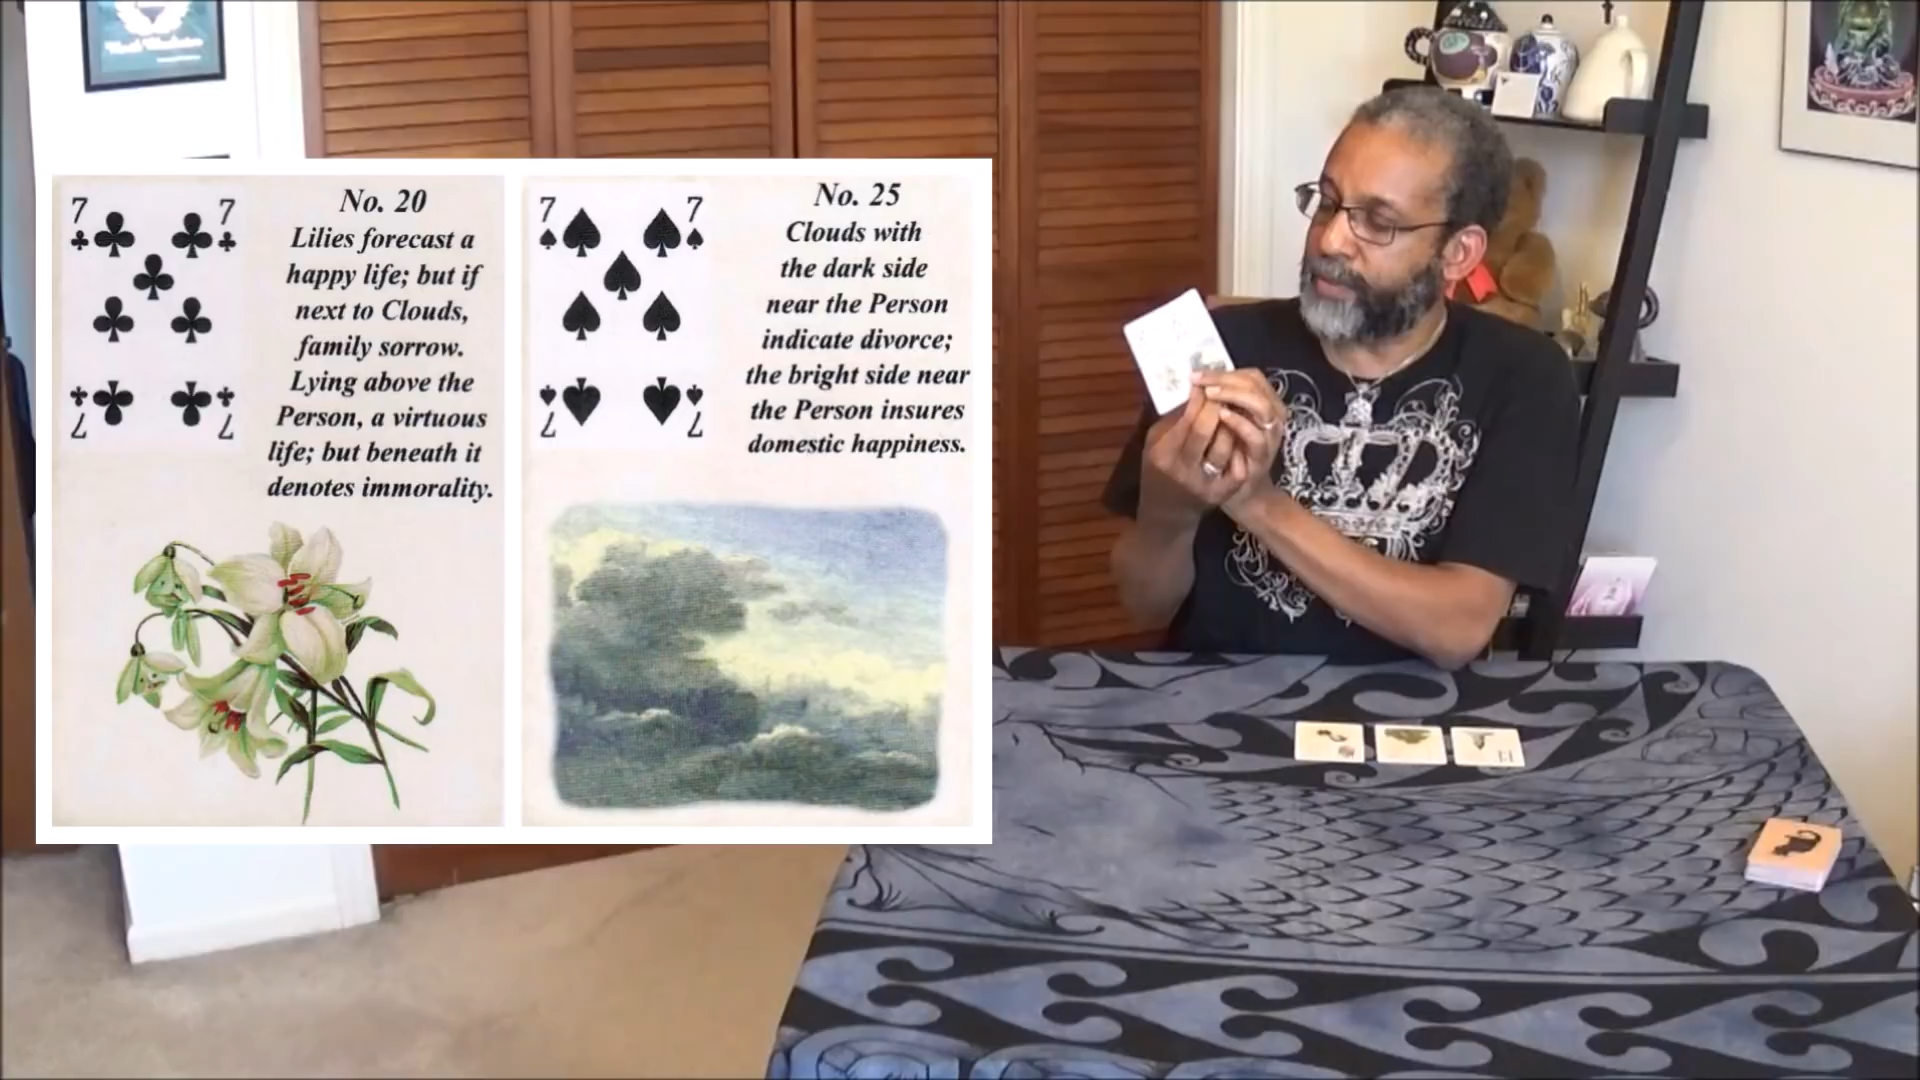 7 7
No. 20
Lilies forecast a
happy life; but if
next to Clouds,
family sorrow.
Lying above the
Person, a virtuous
life; but beneath it
denotes immorality.
7 7
7 7
No. 25
Clouds with
the dark side
near the Person
indicate divorce;
the bright side near
the Person insures
domestic happiness.
7 7